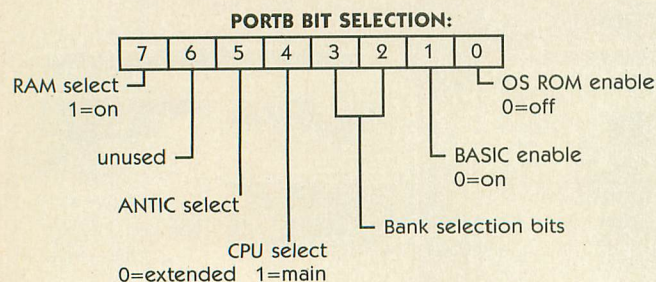 PORTB BIT SELECTION:
7 6 5 4 3 2 1 0
RAM select
1=on
OS ROM enable
0=off
unused
BASIC enable
0=on
ANTIC select
Bank selection bits
CPU select
0=extended 1=main